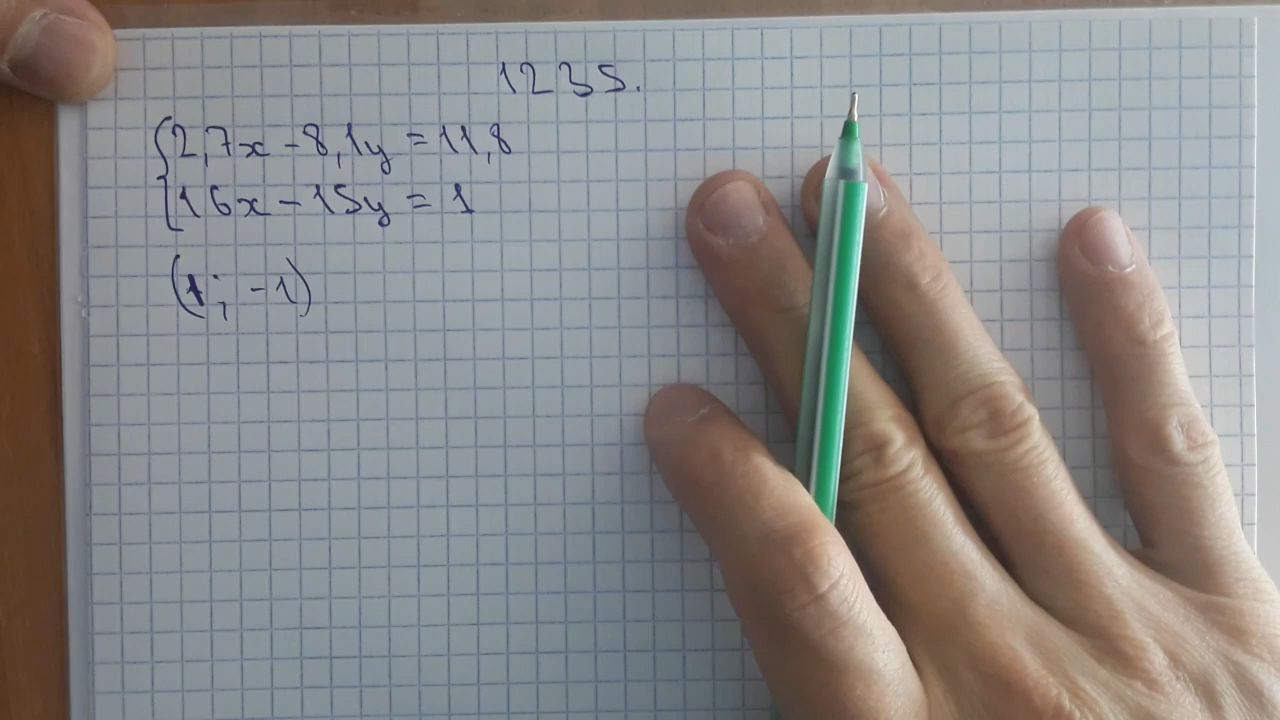 1235.
2,7x - 8,1y = 11,8
16x - 15y = 1
(1; -1)